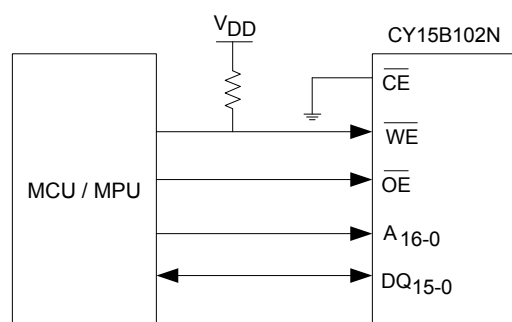 VDD
CY15B102N
CE
WE
MCU / MPU
OE
A16-0
DQ15-0